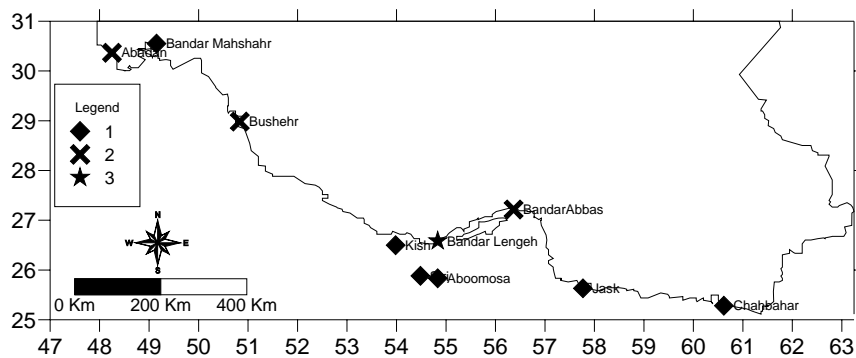 31
30
29
28
27
26
25
Bandar Mahshahr
Abadan
Legend
1
2
3
Bushehr
N
W E
S
BandarAbbas
Kish
Bandar Lengeh
Aboomosa
Jask
Chahbahar
0 Km 200 Km 400 Km
47 48 49 50 51 52 53 54 55 56 57 58 59 60 61 62 63